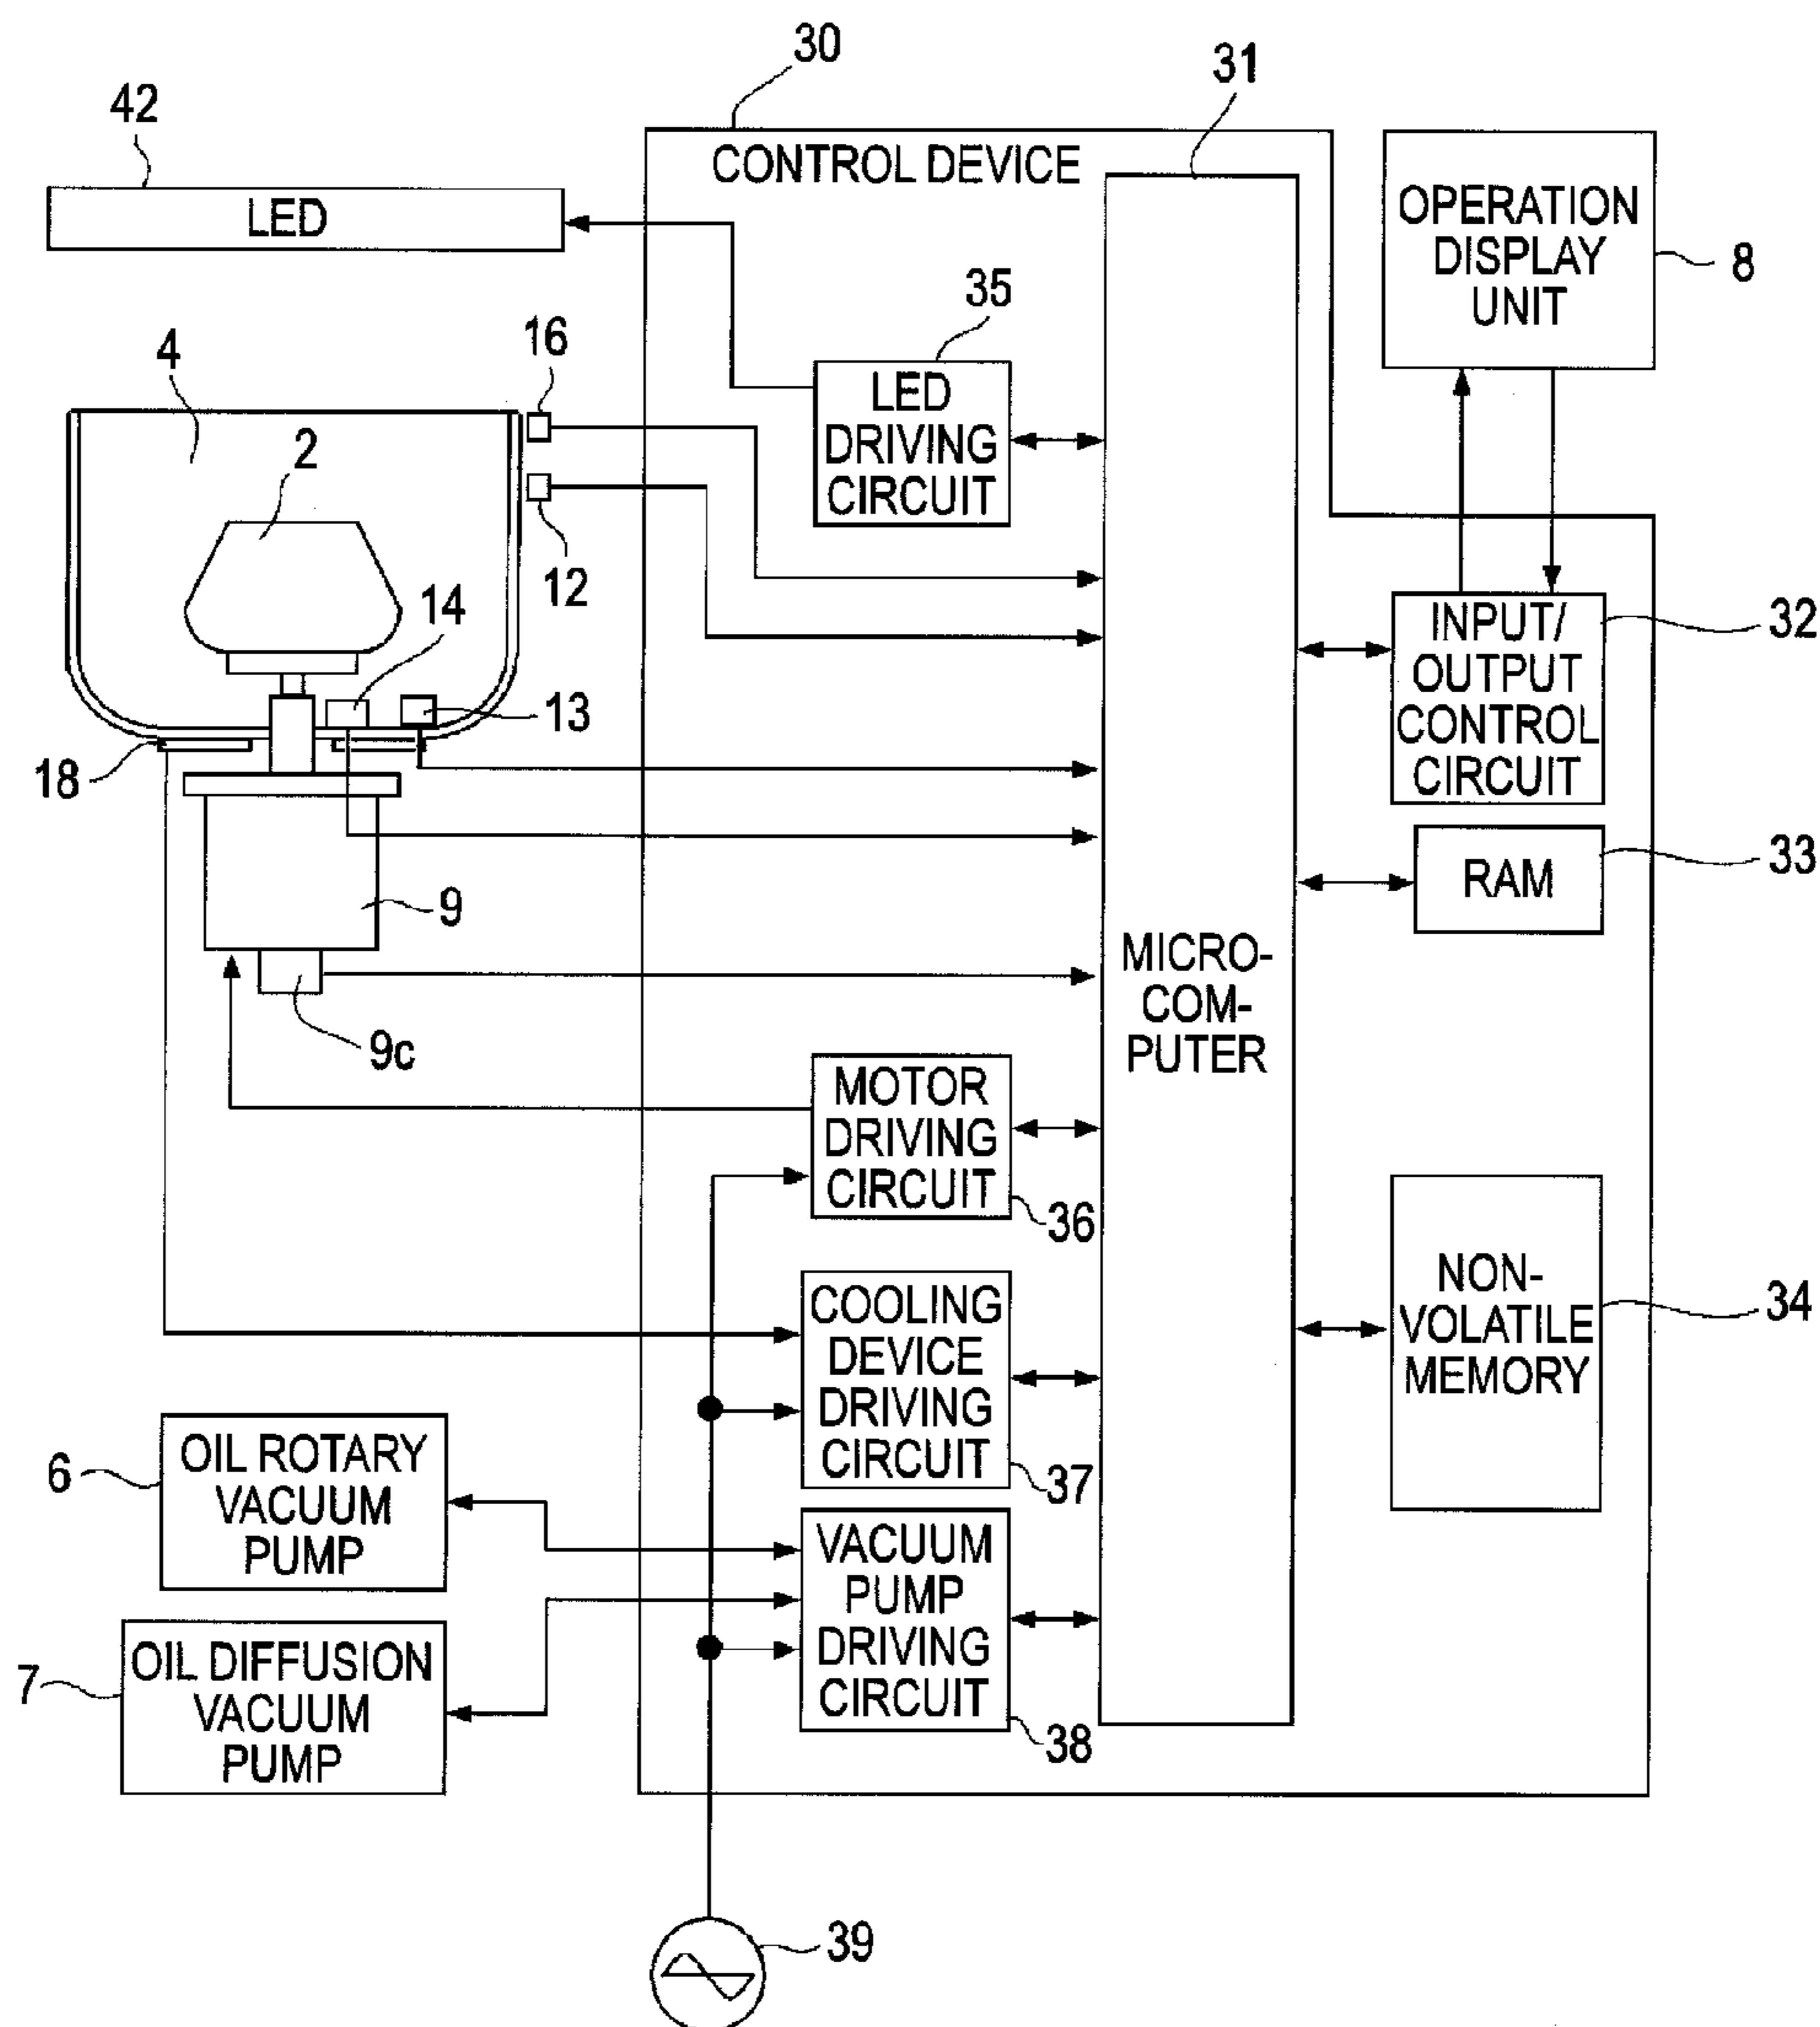 30
31
42
CONTROL DEVICE
LED
OPERATION
DISPLAY
UNIT
8
35
16
4
LED
DRIVING
CIRCUIT
2
12
14
INPUT/
OUTPUT
CONTROL
CIRCUIT
32
13
18
RAM
33
9
MICRO-
COM-
PUTER
9c
MOTOR
DRIVING
CIRCUIT
36
NON-
VOLATILE
MEMORY
34
COOLING
DEVICE
DRIVING
CIRCUIT
37
6
OIL ROTARY
VACUUM
PUMP
VACUUM
PUMP
DRIVING
CIRCUIT
38
7
OIL DIFFUSION
VACUUM
PUMP
39